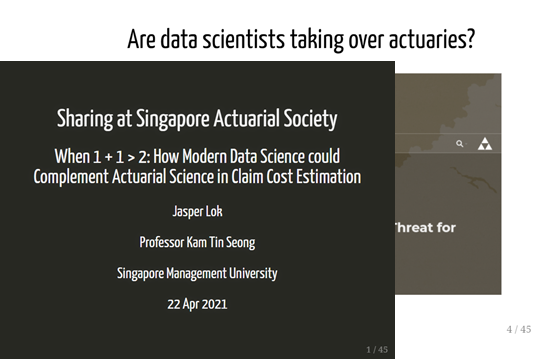 Are data scientists taking over actuaries?
Sharing at Singapore Actuarial Society
When 1 + 1 > 2: How Modern Data Science could
Complement Actuarial Science in Claim Cost Estimation
Jasper Lok
Professor Kam Tin Seong
Singapore Management University
22 Apr 2021
1 / 45
Threat for
4 / 45